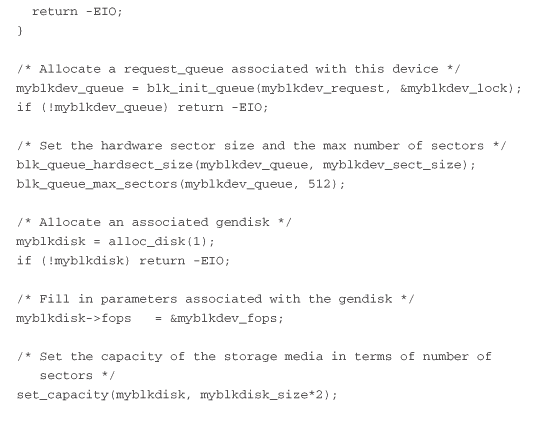 return -EIO;
}
/* Allocate a request_queue associated with this device */
myblkdev_queue = blk_init_queue(myblkdev_request, &myblkdev_lock);
if (!myblkdev_queue) return -EIO;
/* Set the hardware sector size and the max number of sectors */
blk_queue_hardsect_size(myblkdev_queue, myblkdev_sect_size);
blk_queue_max_sectors(myblkdev_queue, 512);
/* Allocate an associated gendisk */
myblkdisk = alloc_disk(1);
if (!myblkdisk) return -EIO;
/* Fill in parameters associated with the gendisk */
myblkdisk->fops   = &myblkdev_fops;
/* Set the capacity of the storage media in terms of number of
sectors */
set_capacity(myblkdisk, myblkdisk_size*2);